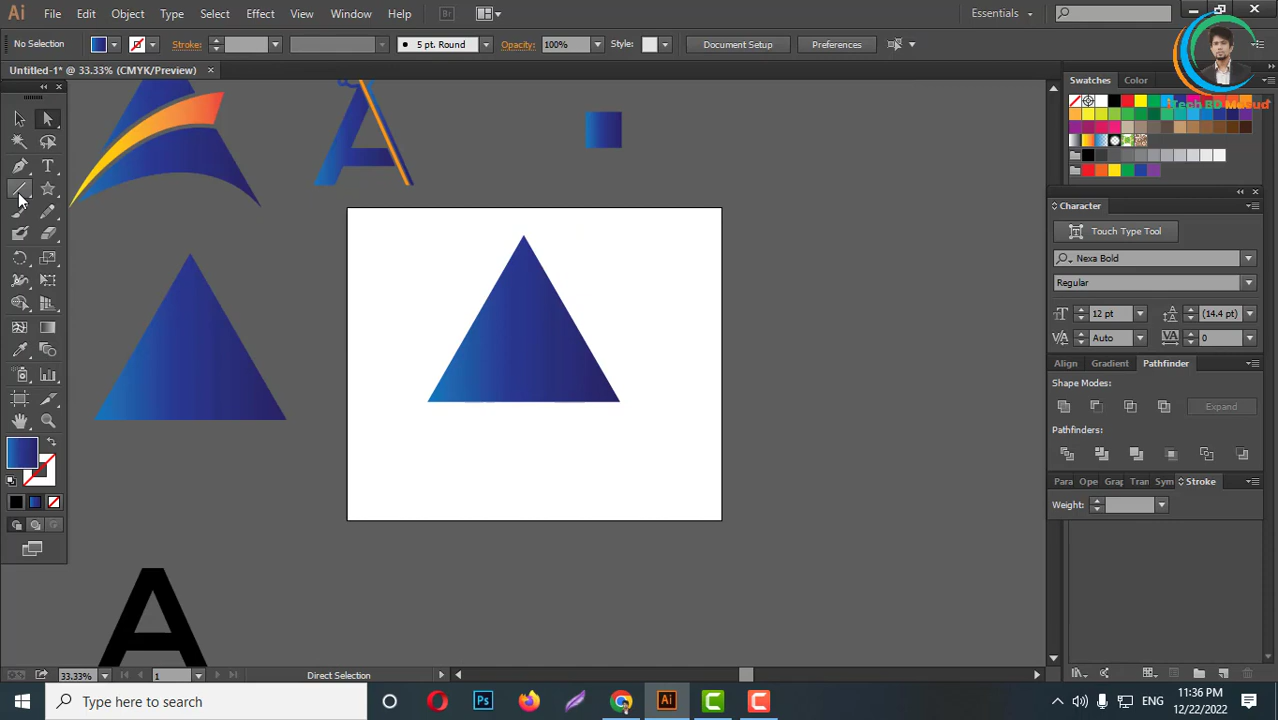 Ai File Edit Object Type Select Effect View Window Help Br Essentials
No Selection Stroke: 5 pt. Round Opacity: 100% Style: Document Setup Preferences
Untitled-1* @ 33.33% (CMYK/Preview) ×
Swatches Color
Character
Touch Type Tool
Nexa Bold
Regular
12 pt (14.4 pt)
Auto 0
Align Gradient Pathfinder
Shape Modes:
Expand
Pathfinders:
Para Ope Grap Tran Sym Stroke
Weight:
A
33.33% 1 Direct Selection
Type here to search Ps Ai ENG 11:36 PM
12/22/2022